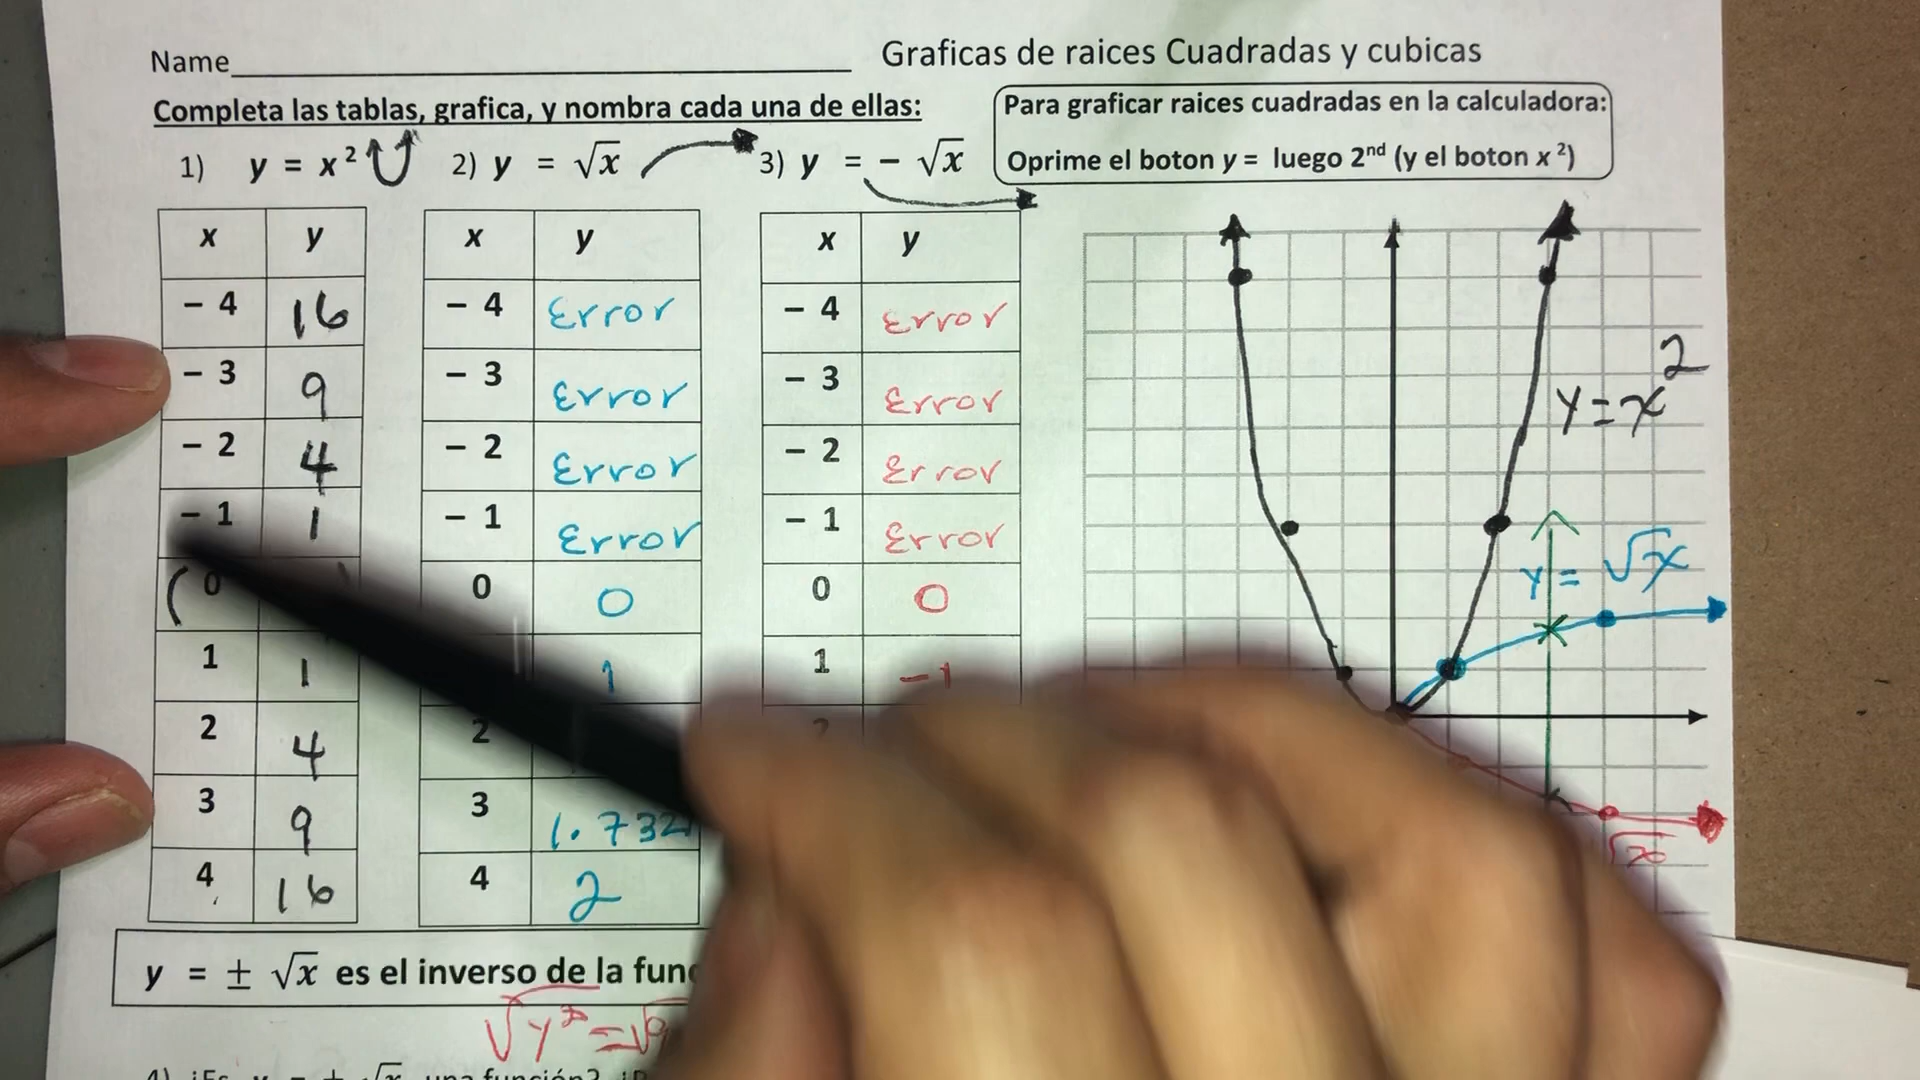 Name Graficas de raices Cuadradas y cubicas
Completa las tablas, grafica, y nombra cada una de ellas:
Para graficar raices cuadradas en la calculadora:
Oprime el boton y = luego 2nd (y el boton x²)
1) y = x² 2) y = √x 3) y = - √x
x y x y x y
- 4 16 - 4 Error - 4 Error
- 3 9 - 3 Error - 3 Error
- 2 4 - 2 Error - 2 Error
- 1 1 - 1 Error - 1 Error
( 0 0 0 0 0
1 1 1 1 -1
2 4 2
3 9 3 1.732
4 16 4 2
y = x²
y = √x
√x
y = ± √x es el inverso de la
√y² = √9